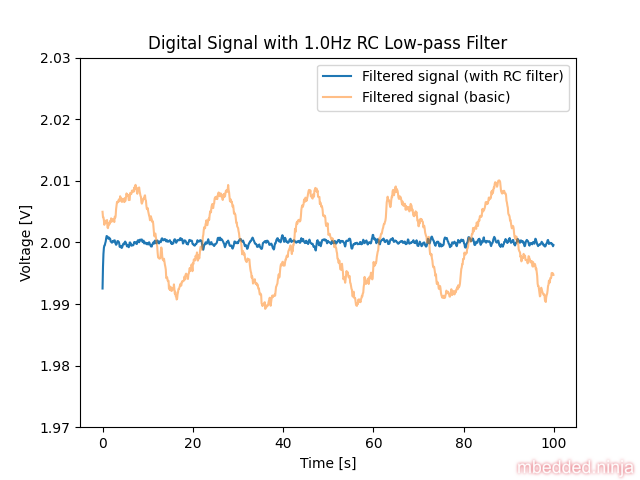 Digital Signal with 1.0Hz RC Low-pass Filter
2.03
Filtered signal (with RC filter)
Filtered signal (basic)
2.02
2.01
2.00
1.99
1.98
1.97
Voltage [V]
0 20 40 60 80 100
Time [s]
mbedded.ninja